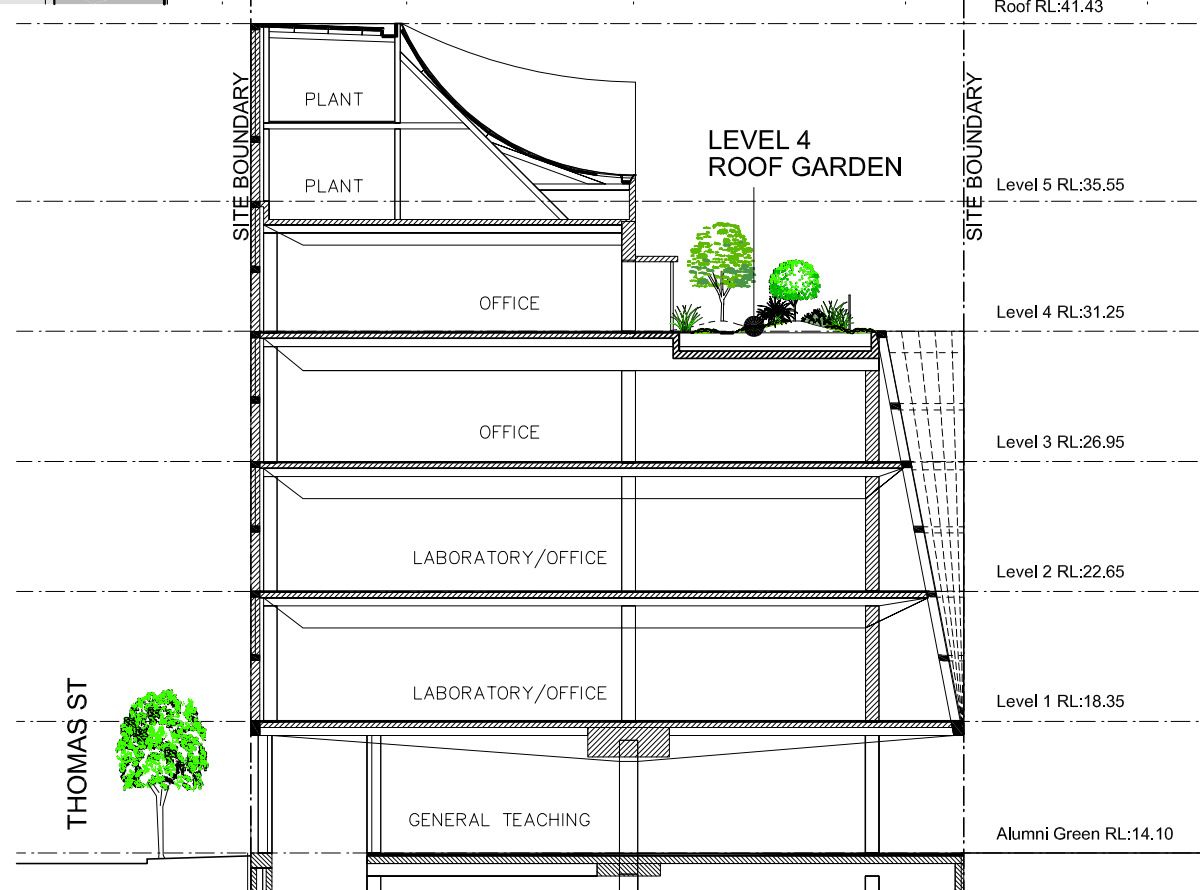 Roof RL:41.43
PLANT
SITE BOUNDARY
SITE BOUNDARY
LEVEL 4
ROOF GARDEN
PLANT
Level 5 RL:35.55
OFFICE
Level 4 RL:31.25
OFFICE
Level 3 RL:26.95
LABORATORY/OFFICE
Level 2 RL:22.65
LABORATORY/OFFICE
Level 1 RL:18.35
THOMAS ST
GENERAL TEACHING
Alumni Green RL:14.10